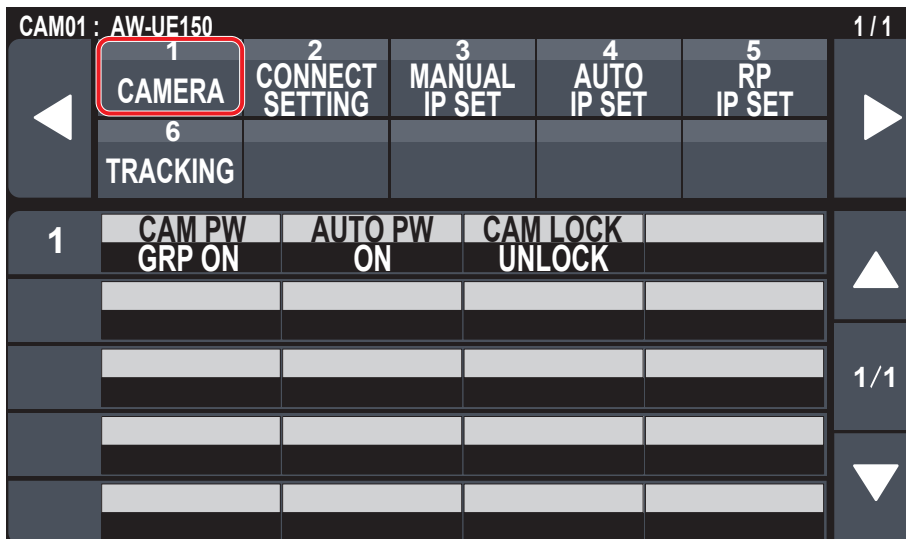 CAM01 : AW-UE150 1 / 1
1 2 3 4 5
CAMERA CONNECT SETTING MANUAL IP SET AUTO IP SET RP IP SET
6
TRACKING
1 CAM PW AUTO PW CAM LOCK
GRP ON ON UNLOCK
1/1